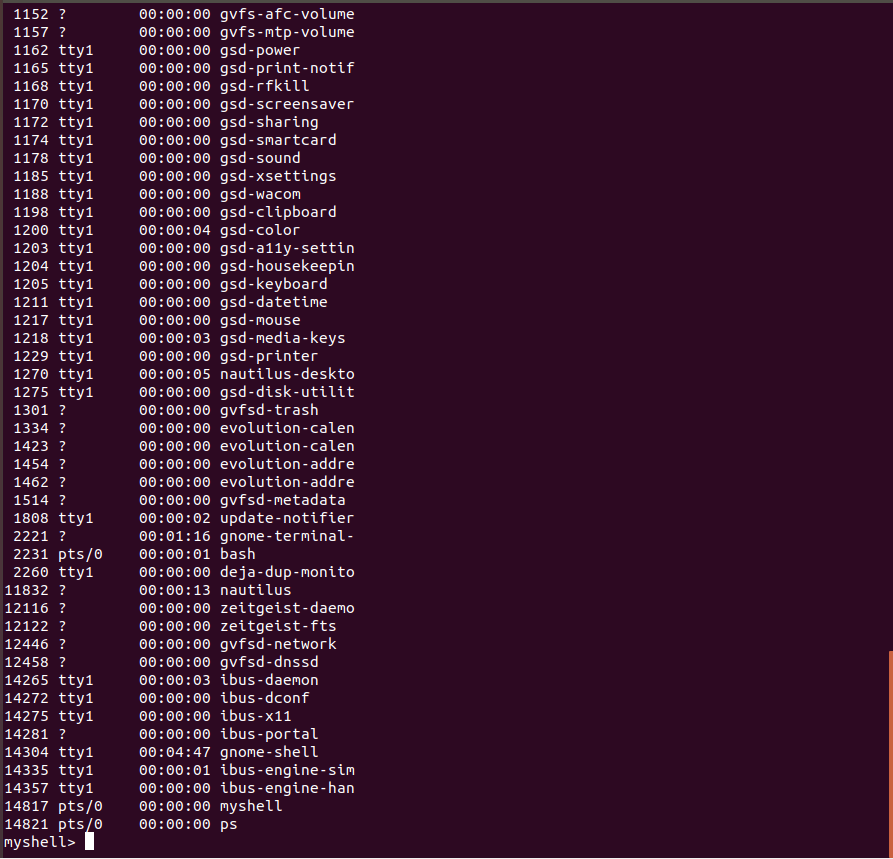 1152 ? 00:00:00 gvfs-afc-volume
1157 ? 00:00:00 gvfs-mtp-volume
1162 tty1 00:00:00 gsd-power
1165 tty1 00:00:00 gsd-print-notif
1168 tty1 00:00:00 gsd-rfkill
1170 tty1 00:00:00 gsd-screensaver
1172 tty1 00:00:00 gsd-sharing
1174 tty1 00:00:00 gsd-smartcard
1178 tty1 00:00:00 gsd-sound
1185 tty1 00:00:00 gsd-xsettings
1188 tty1 00:00:00 gsd-wacom
1198 tty1 00:00:00 gsd-clipboard
1200 tty1 00:00:04 gsd-color
1203 tty1 00:00:00 gsd-a11y-settin
1204 tty1 00:00:00 gsd-housekeepin
1205 tty1 00:00:00 gsd-keyboard
1211 tty1 00:00:00 gsd-datetime
1217 tty1 00:00:00 gsd-mouse
1218 tty1 00:00:03 gsd-media-keys
1229 tty1 00:00:00 gsd-printer
1270 tty1 00:00:05 nautilus-deskto
1275 tty1 00:00:00 gsd-disk-utilit
1301 ? 00:00:00 gvfsd-trash
1334 ? 00:00:00 evolution-calen
1423 ? 00:00:00 evolution-calen
1454 ? 00:00:00 evolution-addre
1462 ? 00:00:00 evolution-addre
1514 ? 00:00:00 gvfsd-metadata
1808 tty1 00:00:02 update-notifier
2221 ? 00:01:16 gnome-terminal-
2231 pts/0 00:00:01 bash
2260 tty1 00:00:00 deja-dup-monito
11832 ? 00:00:13 nautilus
12116 ? 00:00:00 zeitgeist-daemo
12122 ? 00:00:00 zeitgeist-fts
12446 ? 00:00:00 gvfsd-network
12458 ? 00:00:00 gvfsd-dnssd
14265 tty1 00:00:03 ibus-daemon
14272 tty1 00:00:00 ibus-dconf
14275 tty1 00:00:00 ibus-x11
14281 ? 00:00:00 ibus-portal
14304 tty1 00:04:47 gnome-shell
14335 tty1 00:00:01 ibus-engine-sim
14357 tty1 00:00:00 ibus-engine-han
14817 pts/0 00:00:00 myshell
14821 pts/0 00:00:00 ps
myshell>